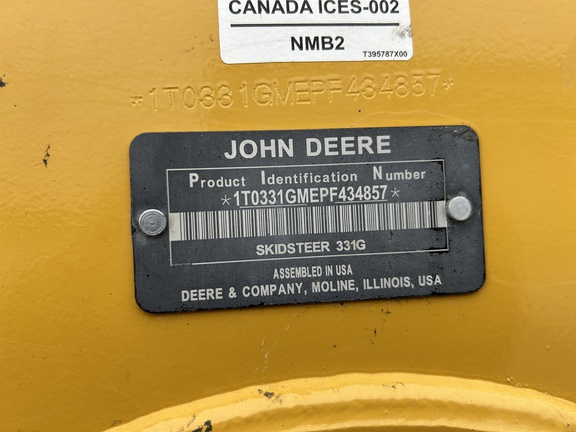 CANADA ICES-002
NMB2
T395787X00
*1T0331GMEPF434857*
JOHN DEERE
Product Identification Number
*1T0331GMEPF434857*
SKIDSTEER 331G
ASSEMBLED IN USA
DEERE & COMPANY, MOLINE, ILLINOIS, USA